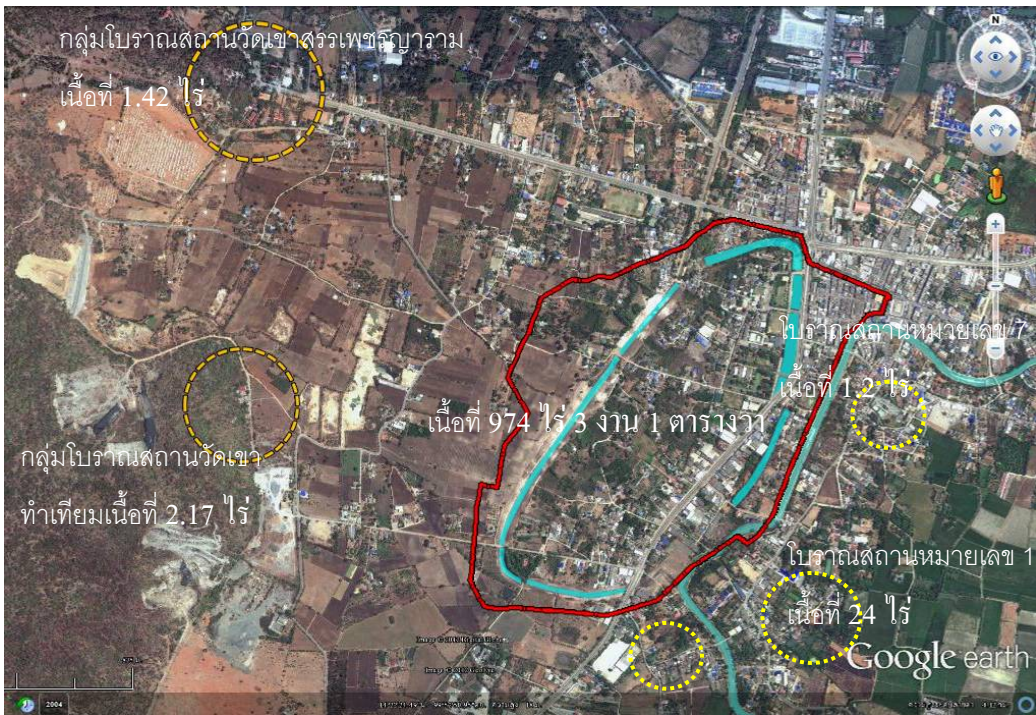 กลุ่มโบราณสถานวัดเขาสรรเพชรญาราม
เนื้อที่ 1.42 ไร่
N
โบราณสถานหมายเลข 7
เนื้อที่ 1.2 ไร่
เนื้อที่ 974 ไร่ 3 งาน 1 ตารางวา
กลุ่มโบราณสถานวัดเขา
ทำเทียมเนื้อที่ 2.17 ไร่
โบราณสถานหมายเลข 1
เนื้อที่ 24 ไร่
Google earth
2004